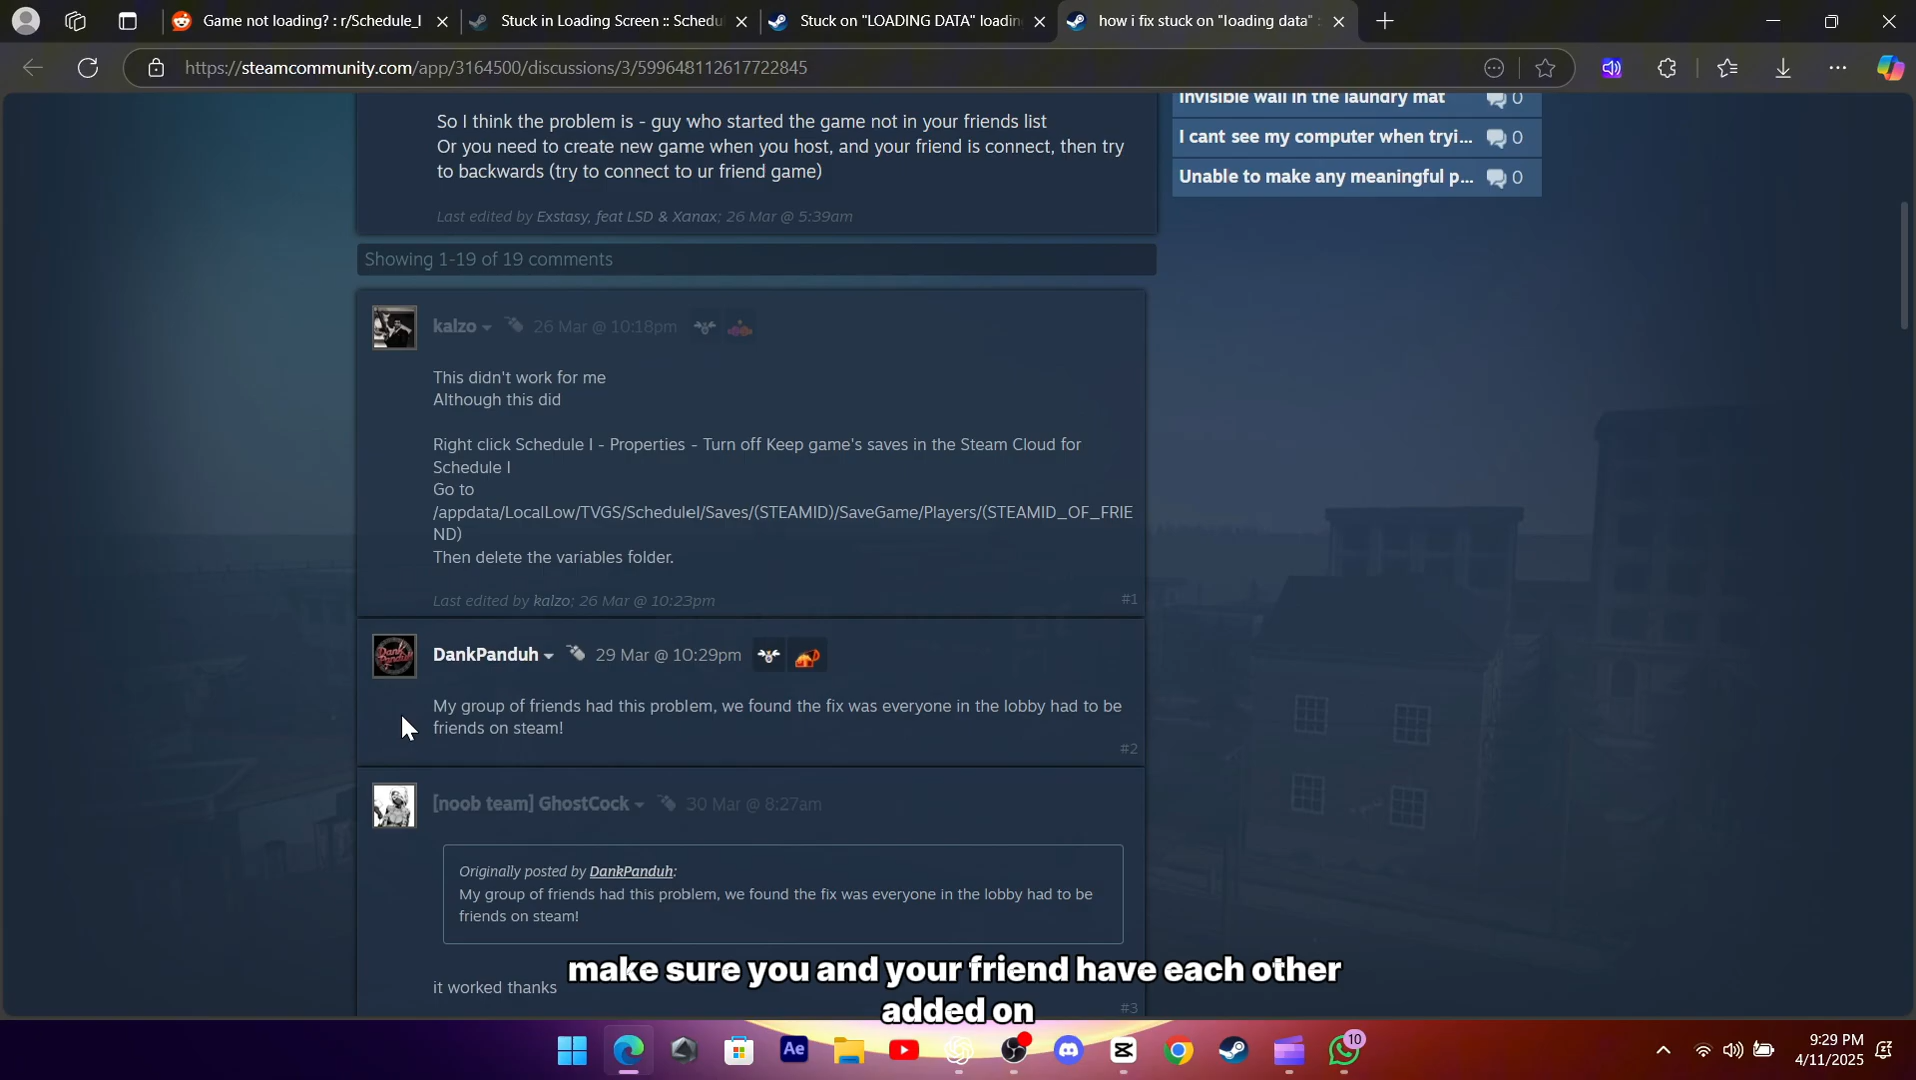 Game not loading? : r/Schedule_I
Stuck in Loading Screen :: Schedu
Stuck on "LOADING DATA" loadin
how i fix stuck on "loading data" :
https://steamcommunity.com/app/3164500/discussions/3/599648112617722845
So I think the problem is - guy who started the game not in your friends list
Or you need to create new game when you host, and your friend is connect, then try
to backwards (try to connect to ur friend game)
Last edited by Exstasy, feat LSD & Xanax; 26 Mar @ 5:39am
Invisible wall in the laundry mat 0
I cant see my computer when tryi... 0
Unable to make any meaningful p... 0
Showing 1-19 of 19 comments
kalzo 26 Mar @ 10:18pm
This didn't work for me
Although this did
Right click Schedule I - Properties - Turn off Keep game's saves in the Steam Cloud for
Schedule I
Go to
/appdata/LocalLow/TVGS/ScheduleI/Saves/(STEAMID)/SaveGame/Players/(STEAMID_OF_FRIE
ND)
Then delete the variables folder.
Last edited by kalzo; 26 Mar @ 10:23pm
#1
DankPanduh 29 Mar @ 10:29pm
My group of friends had this problem, we found the fix was everyone in the lobby had to be
friends on steam!
#2
[noob team] GhostCock 30 Mar @ 8:27am
Originally posted by DankPanduh:
My group of friends had this problem, we found the fix was everyone in the lobby had to be
friends on steam!
it worked thanks
#3
make sure you and your friend have each other
added on
Ae
10
9:29 PM
4/11/2025